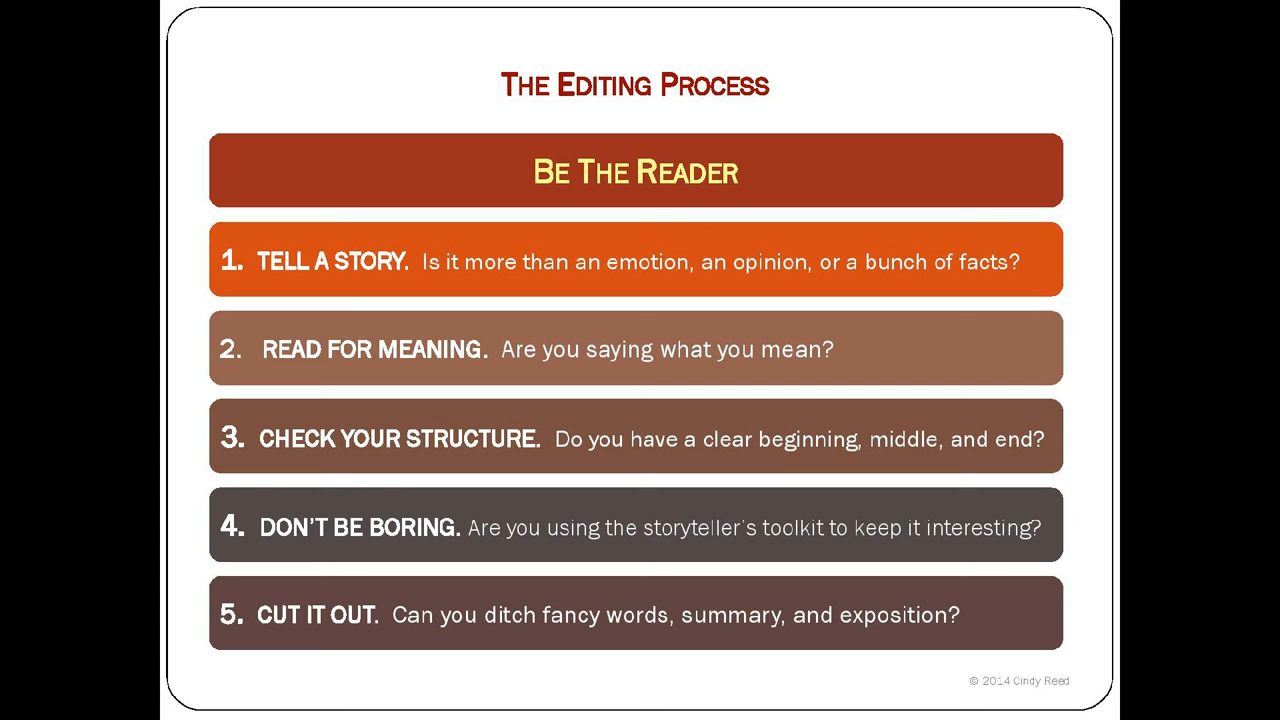 THE EDITING PROCESS
BE THE READER
1. TELL A STORY. Is it more than an emotion, an opinion, or a bunch of facts?
2. READ FOR MEANING. Are you saying what you mean?
3. CHECK YOUR STRUCTURE. Do you have a clear beginning, middle, and end?
4. DON'T BE BORING. Are you using the storyteller's toolkit to keep it interesting?
5. CUT IT OUT. Can you ditch fancy words, summary, and exposition?
© 2014 Cindy Reed